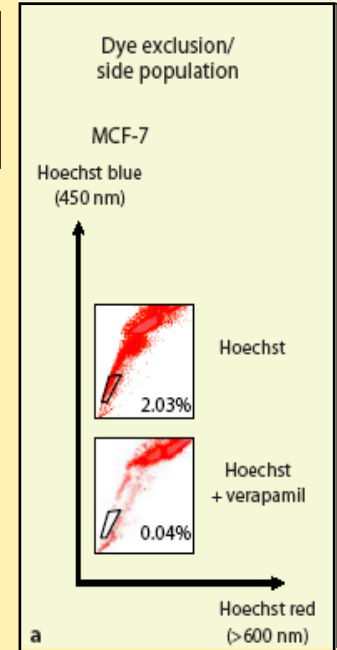 Dye exclusion/
side population
MCF-7
Hoechst blue
(450 nm)
Hoechst
2.03%
Hoechst
+ verapamil
0.04%
Hoechst red
(>600 nm)
a